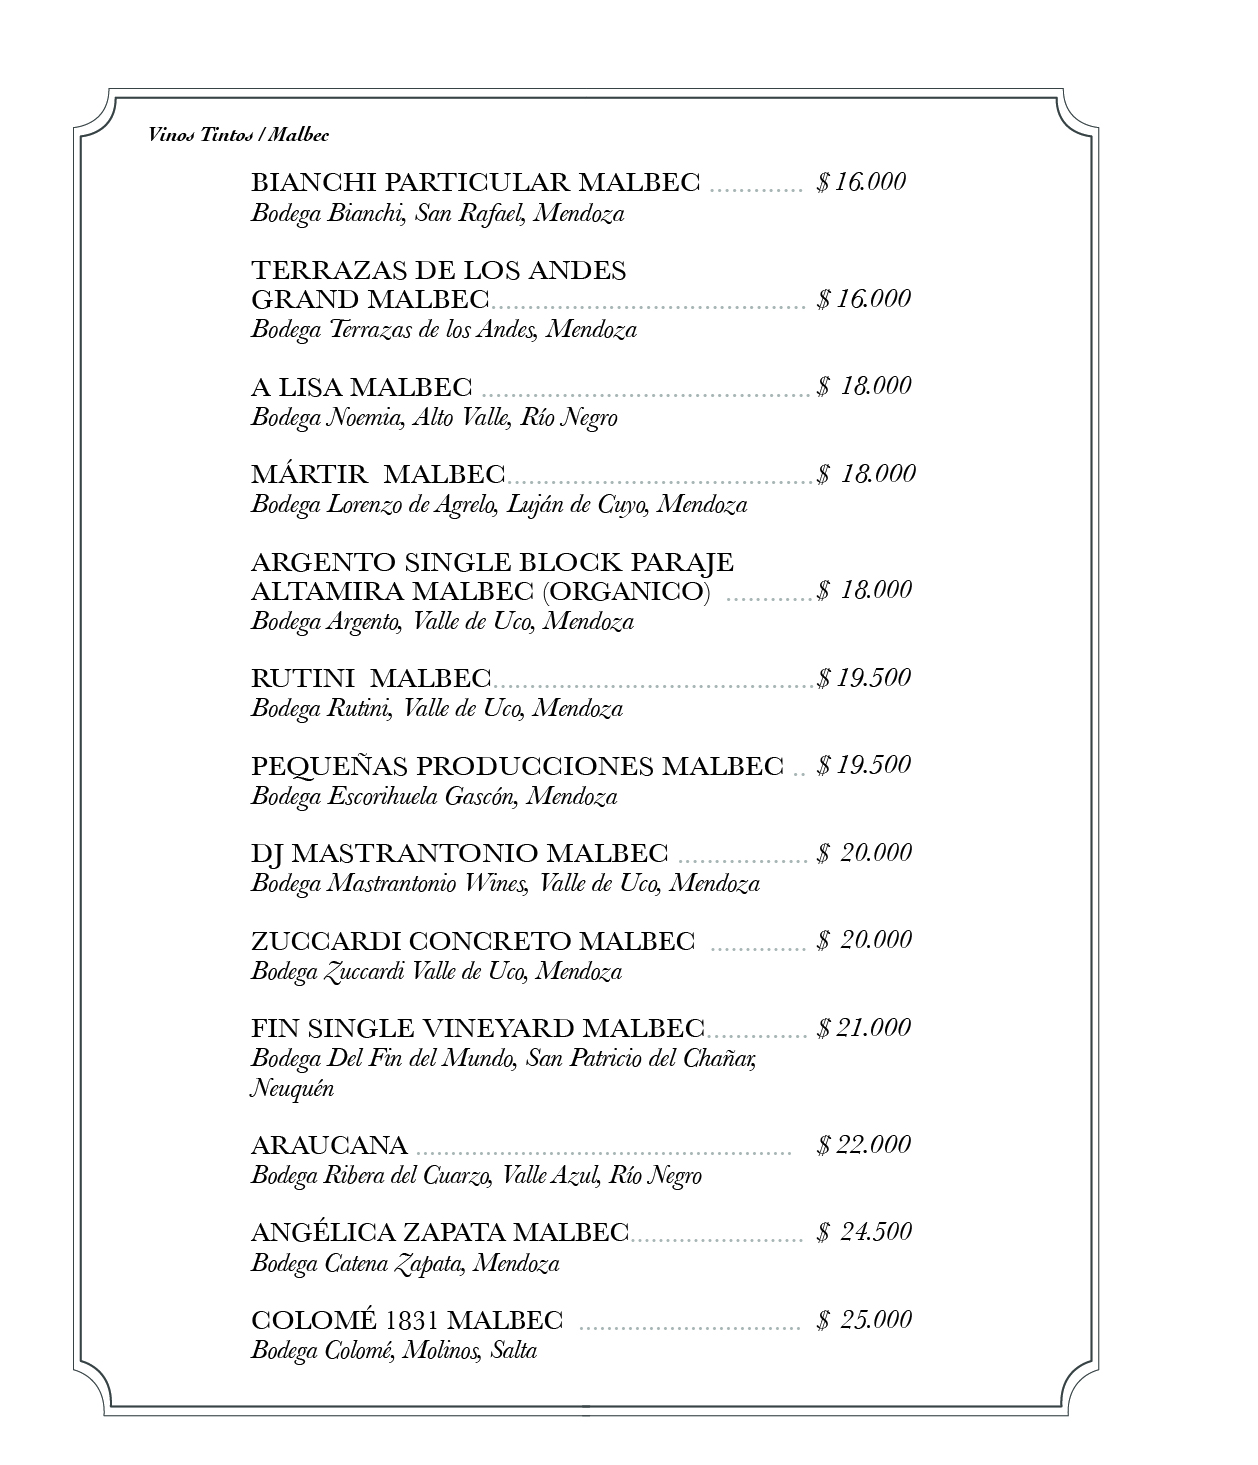 Vinos Tintos / Malbec
BIANCHI PARTICULAR MALBEC ............. $ 16.000
Bodega Bianchi, San Rafael, Mendoza
TERRAZAS DE LOS ANDES
GRAND MALBEC........................................... $ 16.000
Bodega Terrazas de los Andes, Mendoza
A LISA MALBEC ............................................. $ 18.000
Bodega Noemia, Alto Valle, Río Negro
MÁRTIR MALBEC.......................................... $ 18.000
Bodega Lorenzo de Agrelo, Luján de Cuyo, Mendoza
ARGENTO SINGLE BLOCK PARAJE
ALTAMIRA MALBEC (ORGANICO) ............ $ 18.000
Bodega Argento, Valle de Uco, Mendoza
RUTINI MALBEC............................................ $ 19.500
Bodega Rutini, Valle de Uco, Mendoza
PEQUEÑAS PRODUCCIONES MALBEC .. $ 19.500
Bodega Escorihuela Gascón, Mendoza
DJ MASTRANTONIO MALBEC .................. $ 20.000
Bodega Mastrantonio Wines, Valle de Uco, Mendoza
ZUCCARDI CONCRETO MALBEC ............. $ 20.000
Bodega Zuccardi Valle de Uco, Mendoza
FIN SINGLE VINEYARD MALBEC.............. $ 21.000
Bodega Del Fin del Mundo, San Patricio del Chañar,
Neuquén
ARAUCANA ................................................... $ 22.000
Bodega Ribera del Cuarzo, Valle Azul, Río Negro
ANGÉLICA ZAPATA MALBEC........................ $ 24.500
Bodega Catena Zapata, Mendoza
COLOMÉ 1831 MALBEC .............................. $ 25.000
Bodega Colomé, Molinos, Salta